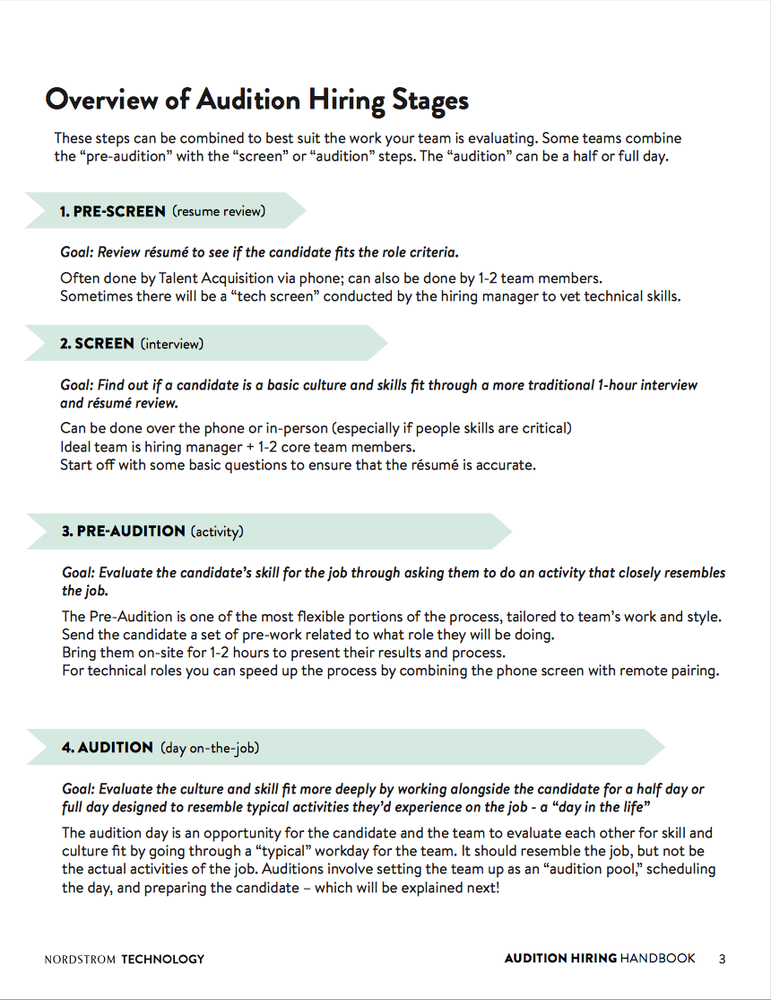 Overview of Audition Hiring Stages
These steps can be combined to best suit the work your team is evaluating. Some teams combine
the “pre-audition” with the “screen” or “audition” steps. The “audition” can be a half or full day.
1. PRE-SCREEN (resume review)
Goal: Review résumé to see if the candidate fits the role criteria.
Often done by Talent Acquisition via phone; can also be done by 1-2 team members.
Sometimes there will be a “tech screen” conducted by the hiring manager to vet technical skills.
2. SCREEN (interview)
Goal: Find out if a candidate is a basic culture and skills fit through a more traditional 1-hour interview
and résumé review.
Can be done over the phone or in-person (especially if people skills are critical)
Ideal team is hiring manager + 1-2 core team members.
Start off with some basic questions to ensure that the résumé is accurate.
3. PRE-AUDITION (activity)
Goal: Evaluate the candidate’s skill for the job through asking them to do an activity that closely resembles
the job.
The Pre-Audition is one of the most flexible portions of the process, tailored to team’s work and style.
Send the candidate a set of pre-work related to what role they will be doing.
Bring them on-site for 1-2 hours to present their results and process.
For technical roles you can speed up the process by combining the phone screen with remote pairing.
4. AUDITION (day on-the-job)
Goal: Evaluate the culture and skill fit more deeply by working alongside the candidate for a half day or
full day designed to resemble typical activities they’d experience on the job - a “day in the life”
The audition day is an opportunity for the candidate and the team to evaluate each other for skill and
culture fit by going through a “typical” workday for the team. It should resemble the job, but not be
the actual activities of the job. Auditions involve setting the team up as an “audition pool,” scheduling
the day, and preparing the candidate – which will be explained next!
NORDSTROM TECHNOLOGY
AUDITION HIRING HANDBOOK 3